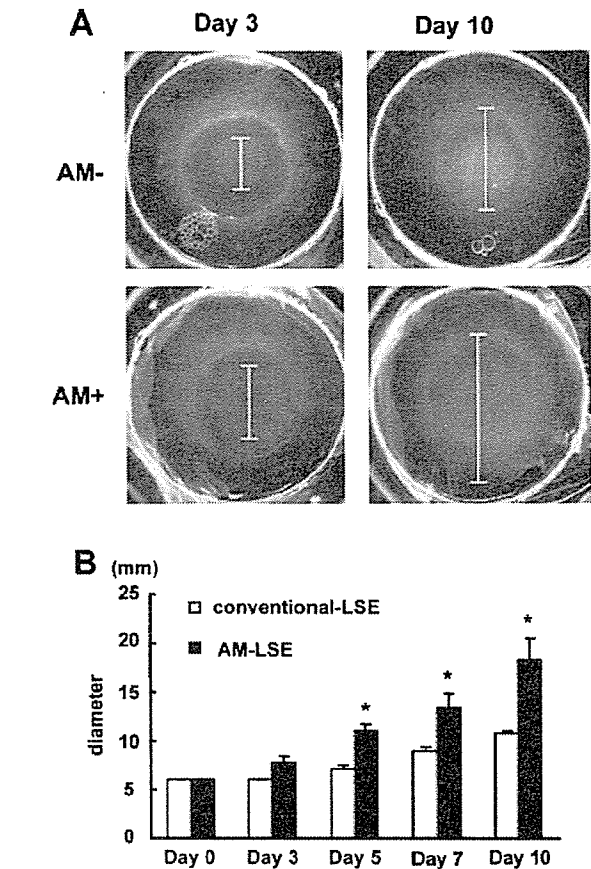 A
Day 3 Day 10
AM-
AM+
B (mm)
25
20
15
10
5
0
diameter
conventional-LSE
AM-LSE
*
*
*
Day 0 Day 3 Day 5 Day 7 Day 10